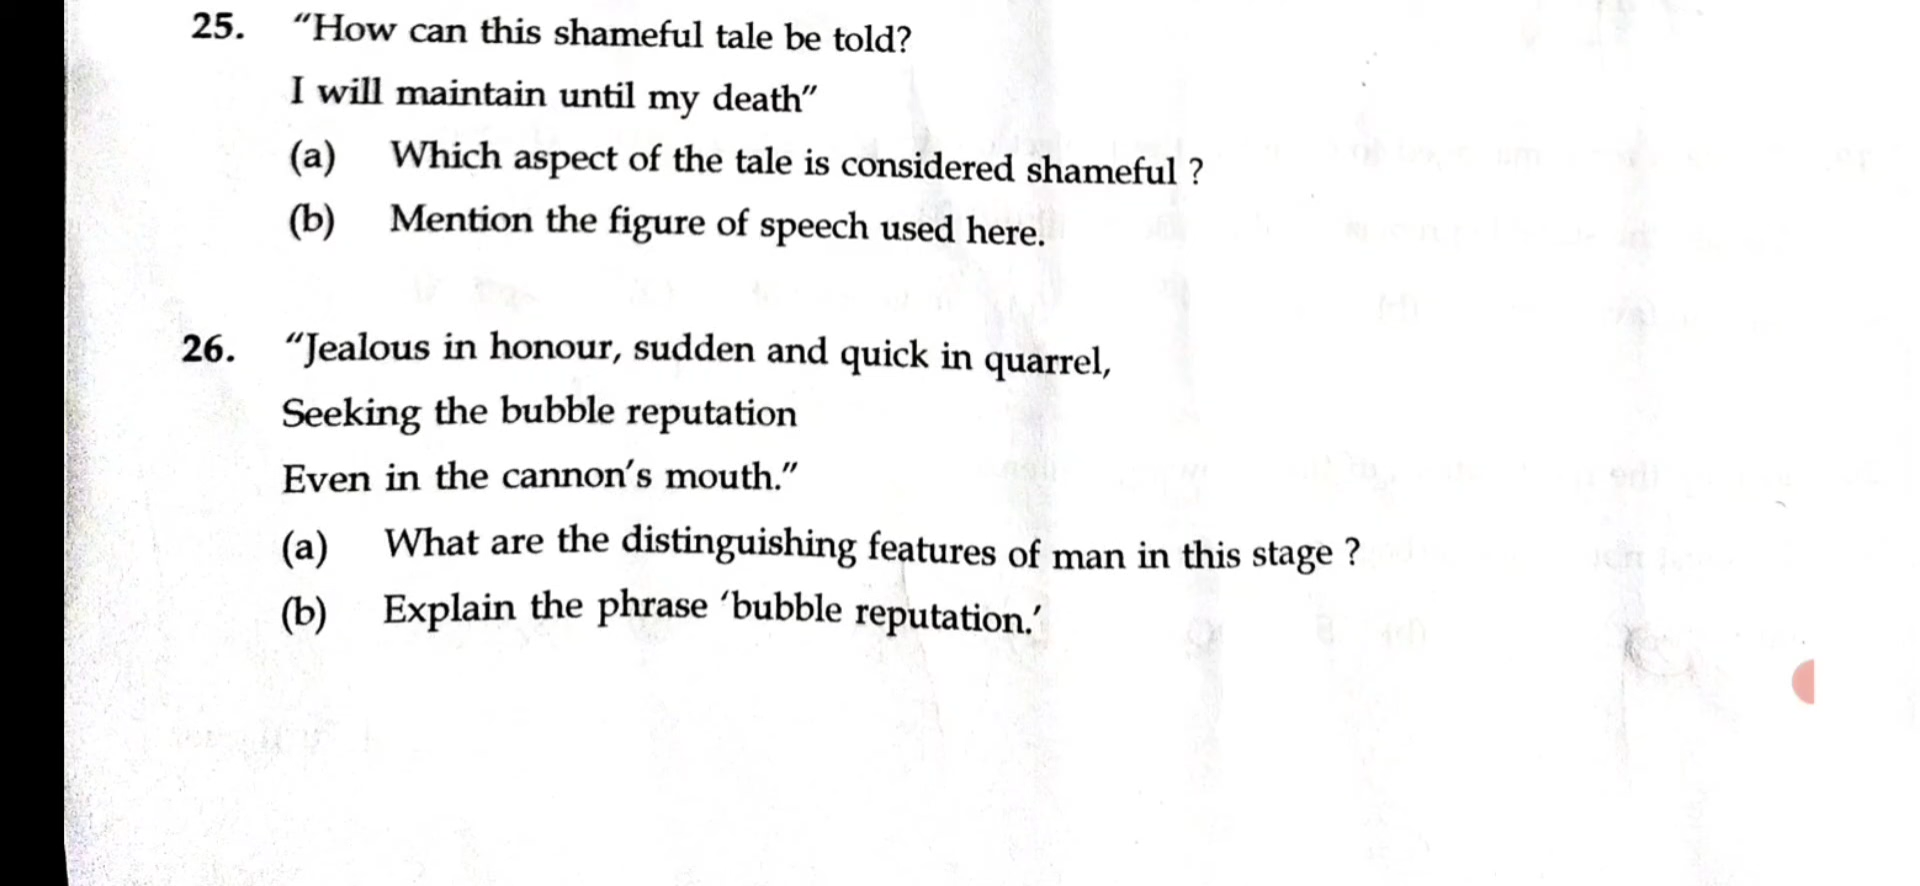 25. “How can this shameful tale be told?
I will maintain until my death”
(a) Which aspect of the tale is considered shameful ?
(b) Mention the figure of speech used here.
26. “Jealous in honour, sudden and quick in quarrel,
Seeking the bubble reputation
Even in the cannon’s mouth.”
(a) What are the distinguishing features of man in this stage ?
(b) Explain the phrase ‘bubble reputation.’